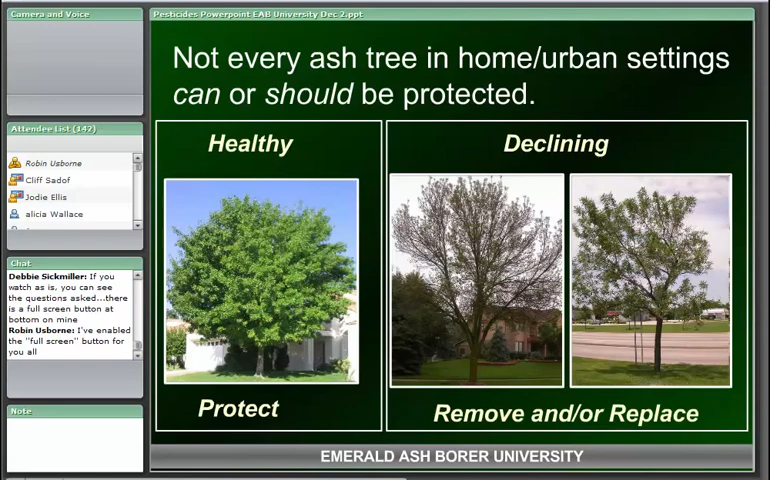 Camera and Voice
Pesticides Powerpoint EAB University Dec 2.ppt
Attendee List (142)
Robin Usborne
Cliff Sadof
Jodie Ellis
alicia Wallace
Chat
Debbie Sickmiller: If you
watch as is, you can see
the questions asked...there
is a full screen button at
bottom on mine
Robin Usborne: I've enabled
the "full screen" button for
you all
Note
Not every ash tree in home/urban settings
can or should be protected.
Healthy
Declining
Protect
Remove and/or Replace
EMERALD ASH BORER UNIVERSITY